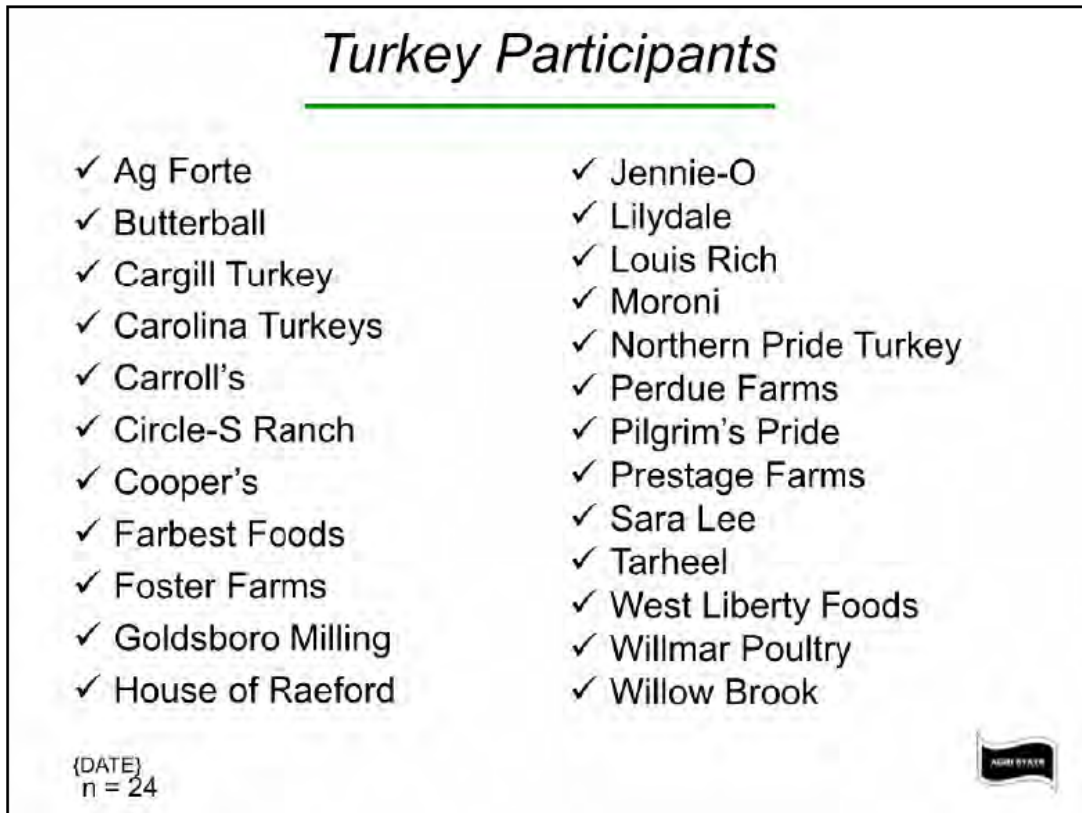 Turkey Participants
✓ Ag Forte
✓ Butterball
✓ Cargill Turkey
✓ Carolina Turkeys
✓ Carroll's
✓ Circle-S Ranch
✓ Cooper's
✓ Farbest Foods
✓ Foster Farms
✓ Goldsboro Milling
✓ House of Raeford
✓ Jennie-O
✓ Lilydale
✓ Louis Rich
✓ Moroni
✓ Northern Pride Turkey
✓ Perdue Farms
✓ Pilgrim's Pride
✓ Prestage Farms
✓ Sara Lee
✓ Tarheel
✓ West Liberty Foods
✓ Willmar Poultry
✓ Willow Brook
{DATE}
n = 24
AGRI STATS